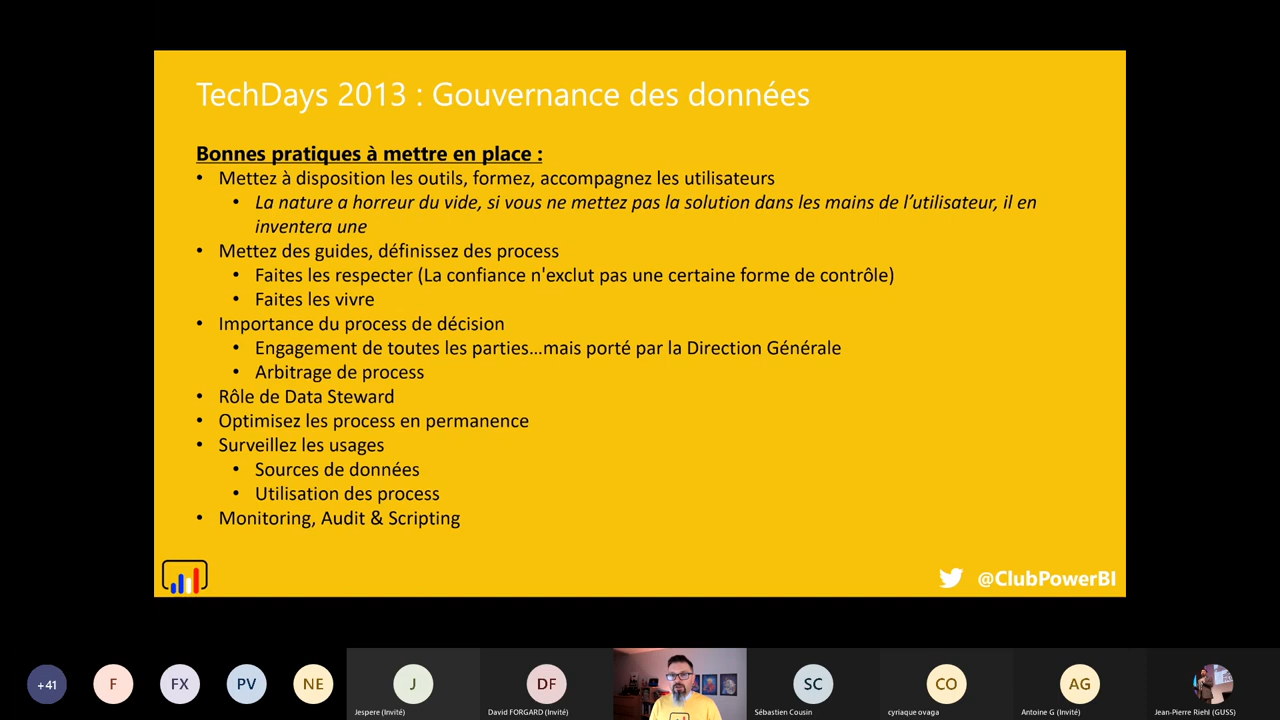 TechDays 2013 : Gouvernance des données
Bonnes pratiques à mettre en place :
• Mettez à disposition les outils, formez, accompagnez les utilisateurs
• La nature a horreur du vide, si vous ne mettez pas la solution dans les mains de l’utilisateur, il en
inventera une
• Mettez des guides, définissez des process
• Faites les respecter (La confiance n'exclut pas une certaine forme de contrôle)
• Faites les vivre
• Importance du process de décision
• Engagement de toutes les parties…mais porté par la Direction Générale
• Arbitrage de process
• Rôle de Data Steward
• Optimisez les process en permanence
• Surveillez les usages
• Sources de données
• Utilisation des process
• Monitoring, Audit & Scripting
@ClubPowerBI
+41
F
FX
PV
NE
J
DF
SC
CO
AG
Jespere (Invité)
David FORGARD (Invité)
Sébastien Cousin
cyriaque ovaga
Antoine G (Invité)
Jean-Pierre Riehl (GUSS)